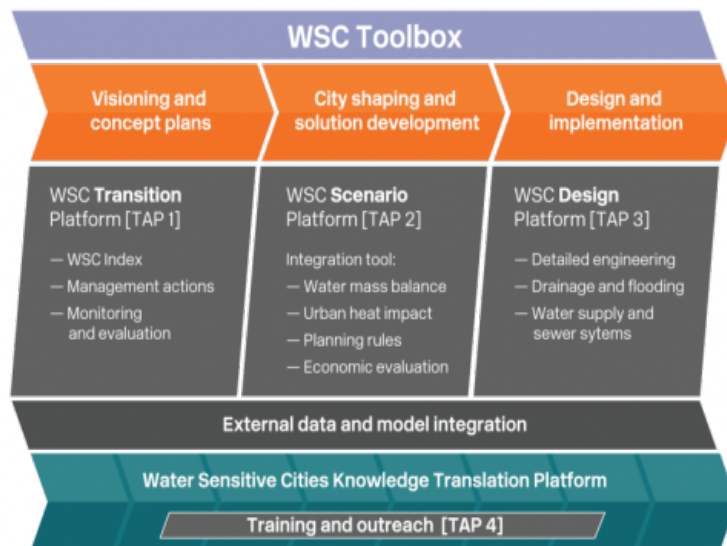 WSC Toolbox
Visioning and
concept plans
City shaping and
solution development
Design and
implementation
WSC Transition
Platform [TAP 1]
— WSC Index
— Management actions
— Monitoring
and evaluation
WSC Scenario
Platform [TAP 2]
Integration tool:
— Water mass balance
— Urban heat impact
— Planning rules
— Economic evaluation
WSC Design
Platform [TAP 3]
— Detailed engineering
— Drainage and flooding
— Water supply and
sewer sytems
External data and model integration
Water Sensitive Cities Knowledge Translation Platform
Training and outreach [TAP 4]